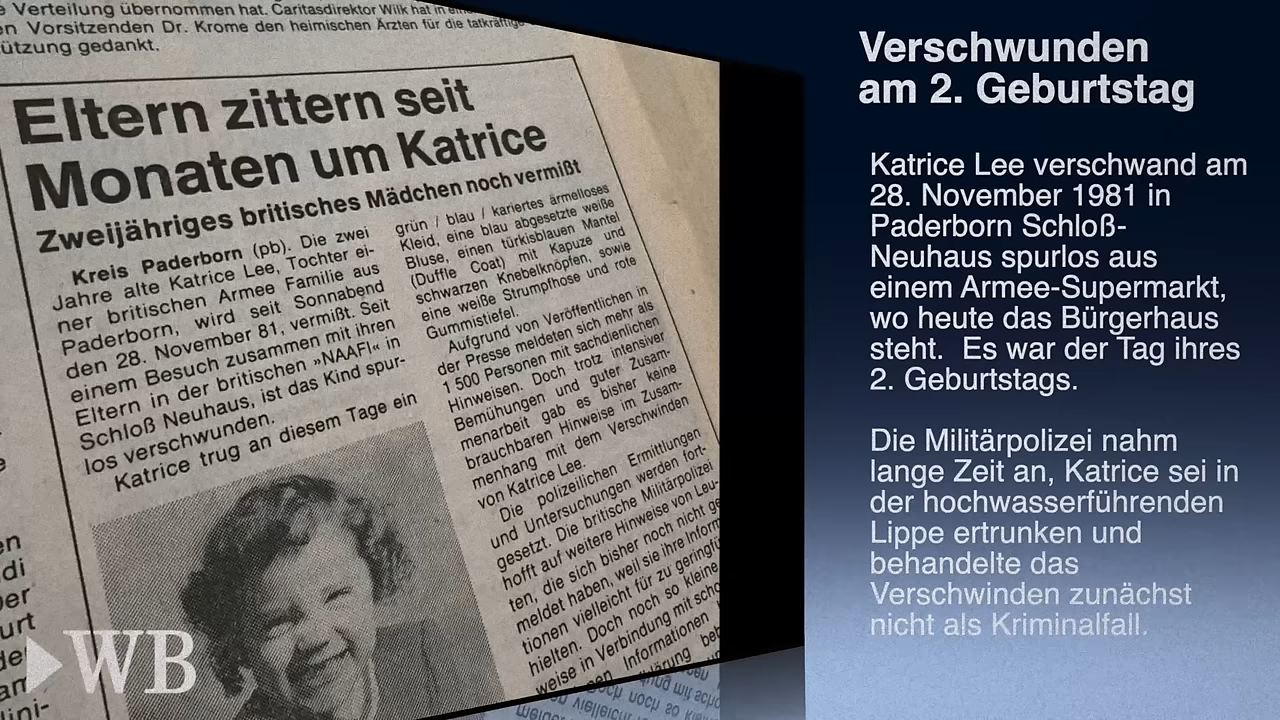 e Verteilung übernommen hat. Caritasdirektor Wilk hat in
en Vorsitzenden Dr. Krome den heimischen Ärzten für die tatkräftige
ützung gedankt.
Eltern zittern seit
Monaten um Katrice
Zweijähriges britisches Mädchen noch vermißt
Kreis Paderborn (pb). Die zwei
Jahre alte Katrice Lee, Tochter ei-
ner britischen Armee Familie aus
Paderborn, wird seit Sonnabend
den 28. November 81, vermißt. Seit
einem Besuch zusammen mit ihren
Eltern in der britischen »NAAFI« in
Schloß Neuhaus, ist das Kind spur-
los verschwunden.
Katrice trug an diesem Tage ein
grün / blau / kariertes ärmelloses
Kleid, eine blau abgesetzte weiße
Bluse, einen türkisblauen Mantel
(Duffle Coat) mit Kapuze und
schwarzen Knebelknöpfen, sowie
eine weiße Strumpfhose und rote
Gummistiefel.
Aufgrund von Veröffentlichen in
der Presse meldeten sich mehr als
1 500 Personen mit sachdienlichen
Hinweisen. Doch trotz intensiver
Bemühungen und guter Zusam-
menarbeit gab es bisher keine
brauchbaren Hinweise im Zusam-
menhang mit dem Verschwinden
von Katrice Lee.
Die polizeilichen Ermittlungen
und Untersuchungen werden fort-
gesetzt. Die britische Militärpolizei
hofft auf weitere Hinweise von Leu-
ten, die sich bisher noch nicht ge
meldet haben, weil sie ihre Inform
tionen vielleicht für zu geringfü
hielten. Doch noch so kleine
weise in Verbindung mit scho
Informationen
WB
Verschwunden
am 2. Geburtstag
Katrice Lee verschwand am
28. November 1981 in
Paderborn Schloß-
Neuhaus spurlos aus
einem Armee-Supermarkt,
wo heute das Bürgerhaus
steht. Es war der Tag ihres
2. Geburtstags.
Die Militärpolizei nahm
lange Zeit an, Katrice sei in
der hochwasserführenden
Lippe ertrunken und
behandelte das
Verschwinden zunächst
nicht als Kriminalfall.